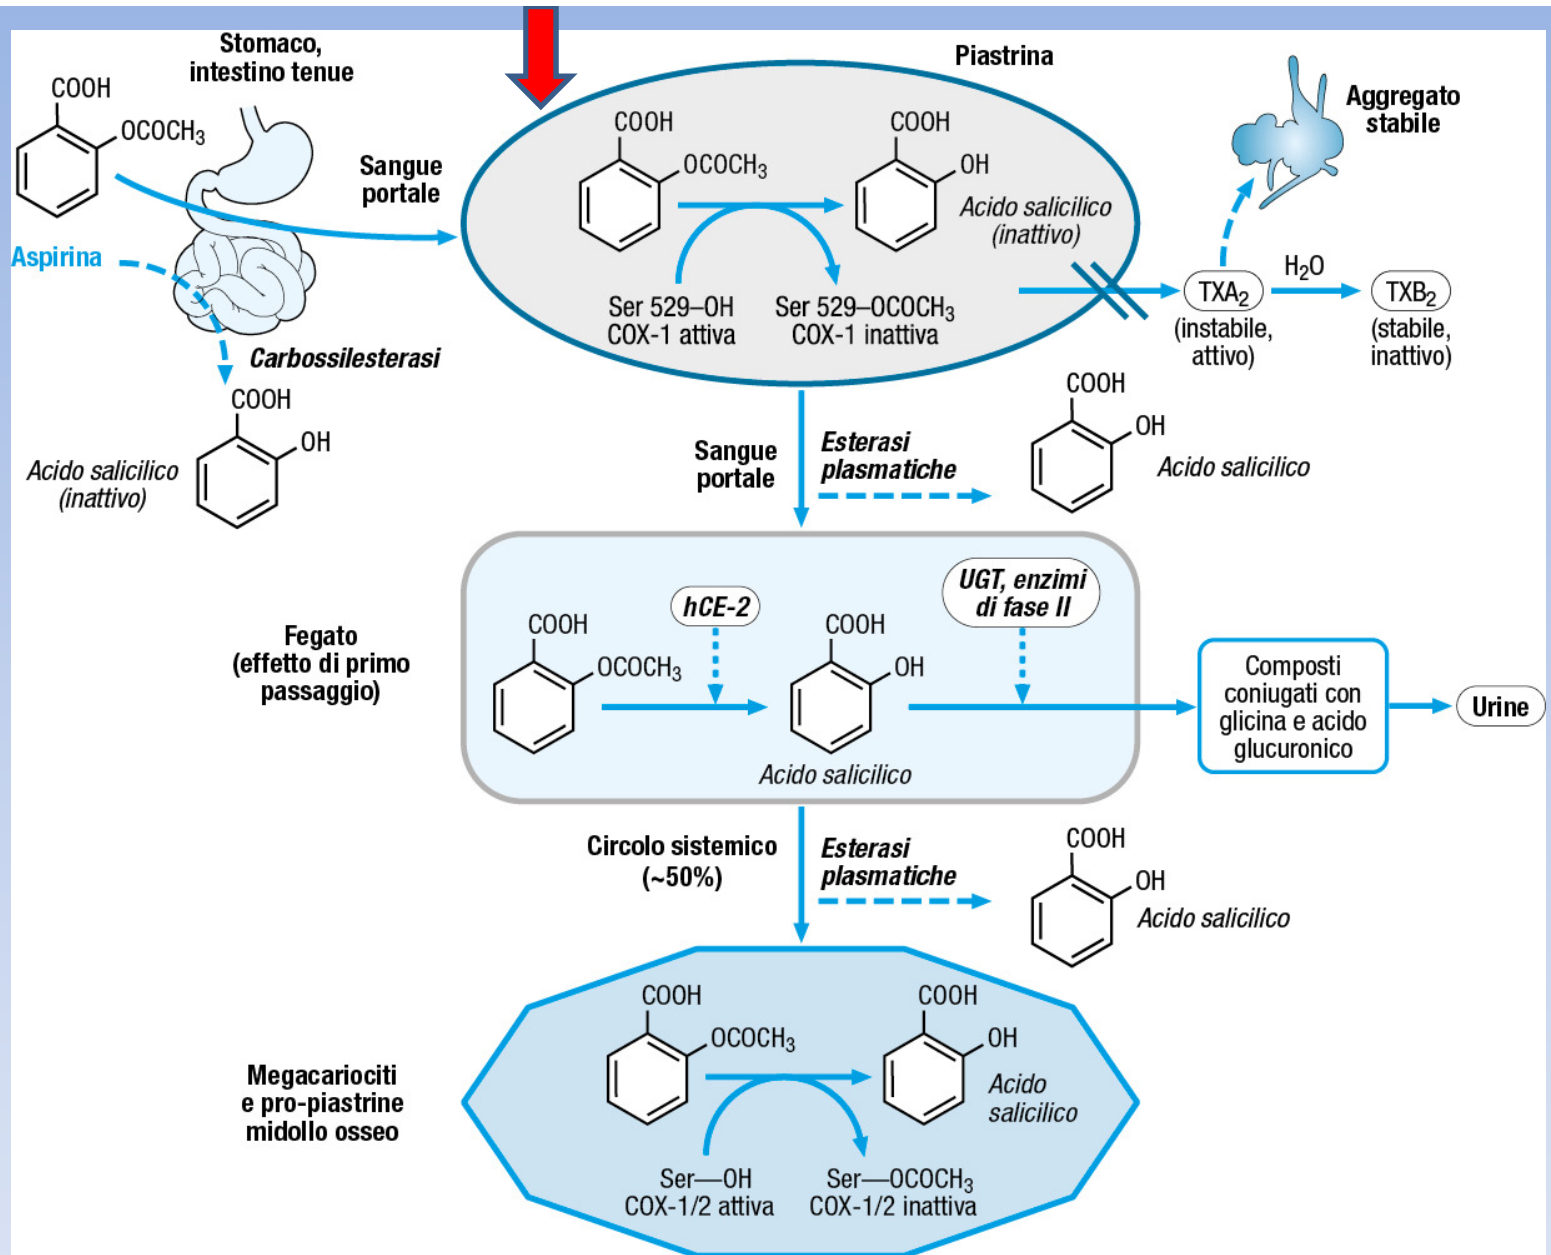 Stomaco,
intestino tenue
COOH
OCOCH₃
Aspirina
Carbossilesterasi
COOH
OH
Acido salicilico
(inattivo)
Sangue
portale
Piastrina
COOH
OCOCH₃
COOH
OH
Acido salicilico
(inattivo)
Ser 529–OH
COX-1 attiva
Ser 529–OCOCH₃
COX-1 inattiva
Aggregato
stabile
TXA₂
(instabile,
attivo)
H₂O
TXB₂
(stabile,
inattivo)
Sangue
portale
Esterasi
plasmatiche
COOH
OH
Acido salicilico
Fegato
(effetto di primo
passaggio)
COOH
OCOCH₃
hCE-2
COOH
OH
Acido salicilico
UGT, enzimi
di fase II
Composti
coniugati con
glicina e acido
glucuronico
Urine
Circolo sistemico
(~50%)
Esterasi
plasmatiche
COOH
OH
Acido salicilico
Megacariociti
e pro-piastrine
midollo osseo
COOH
OCOCH₃
COOH
OH
Acido
salicilico
Ser—OH
COX-1/2 attiva
Ser—OCOCH₃
COX-1/2 inattiva